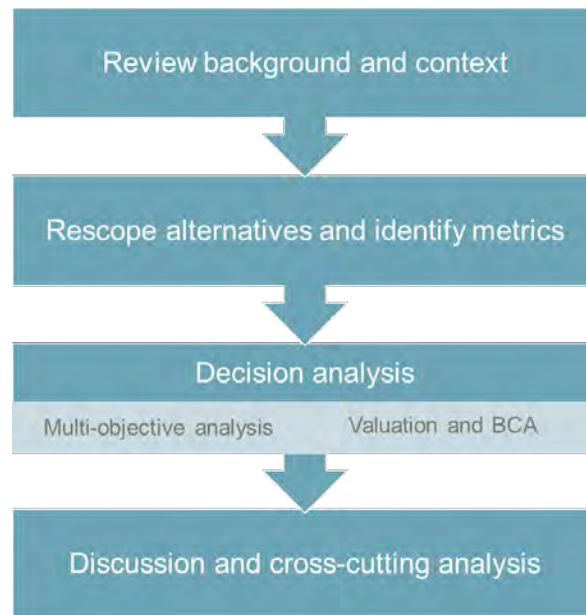 Review background and context
Rescope alternatives and identify metrics
Decision analysis
Multi-objective analysis Valuation and BCA
Discussion and cross-cutting analysis